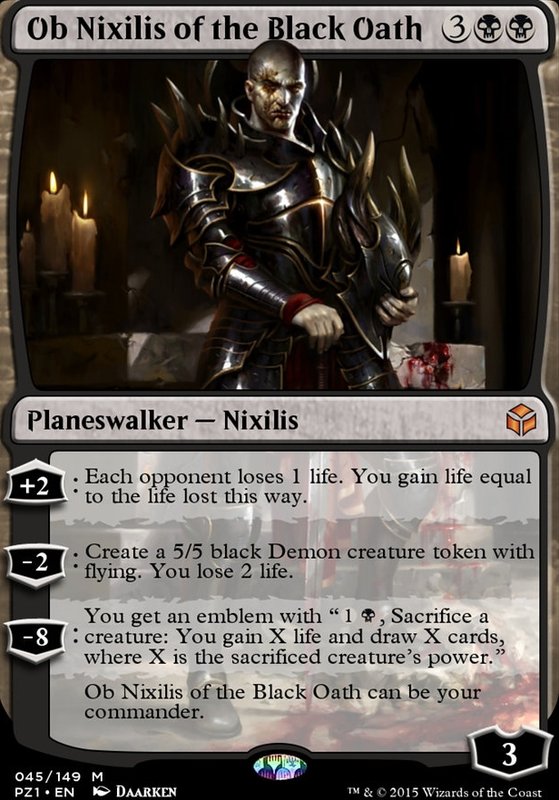 Ob Nixilis of the Black Oath 3
Planeswalker — Nixilis
+2 : Each opponent loses 1 life. You gain life equal
to the life lost this way.
-2 : Create a 5/5 black Demon creature token with
flying. You lose 2 life.
You get an emblem with “ 1 , Sacrifice a
-8 : creature: You gain X life and draw X cards,
where X is the sacrificed creature’s power.”
Ob Nixilis of the Black Oath can be your
commander.
3
045/149 M
PZ1 • EN DAARKEN
™ & © 2015 Wizards of the Coast